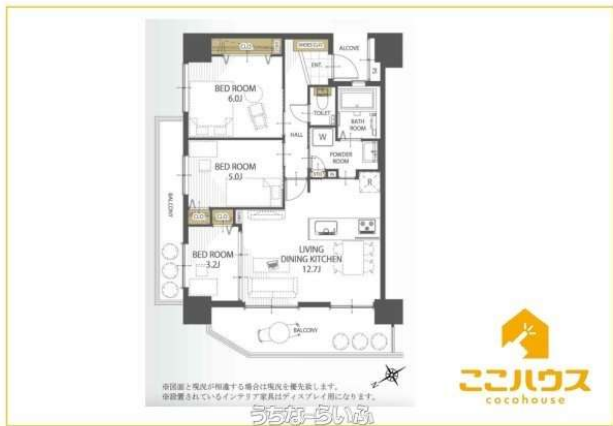 SHOES CLO.
ALCOVE
ENT.
CLO.
BED ROOM
6.0J
TOILET
BATH
ROOM
HALL
W
POWDER
ROOM
BED ROOM
5.0J
R
BALCONY
CLO.
CLO.
BED ROOM
3.2J
LIVING
DINING KITCHEN
12.7J
BALCONY
N
※図面と現況が相違する場合は現況を優先致します。
※設置されているインテリア家具はディスプレイ用になります。
うちなーらいふ
ここハウス
cocohouse